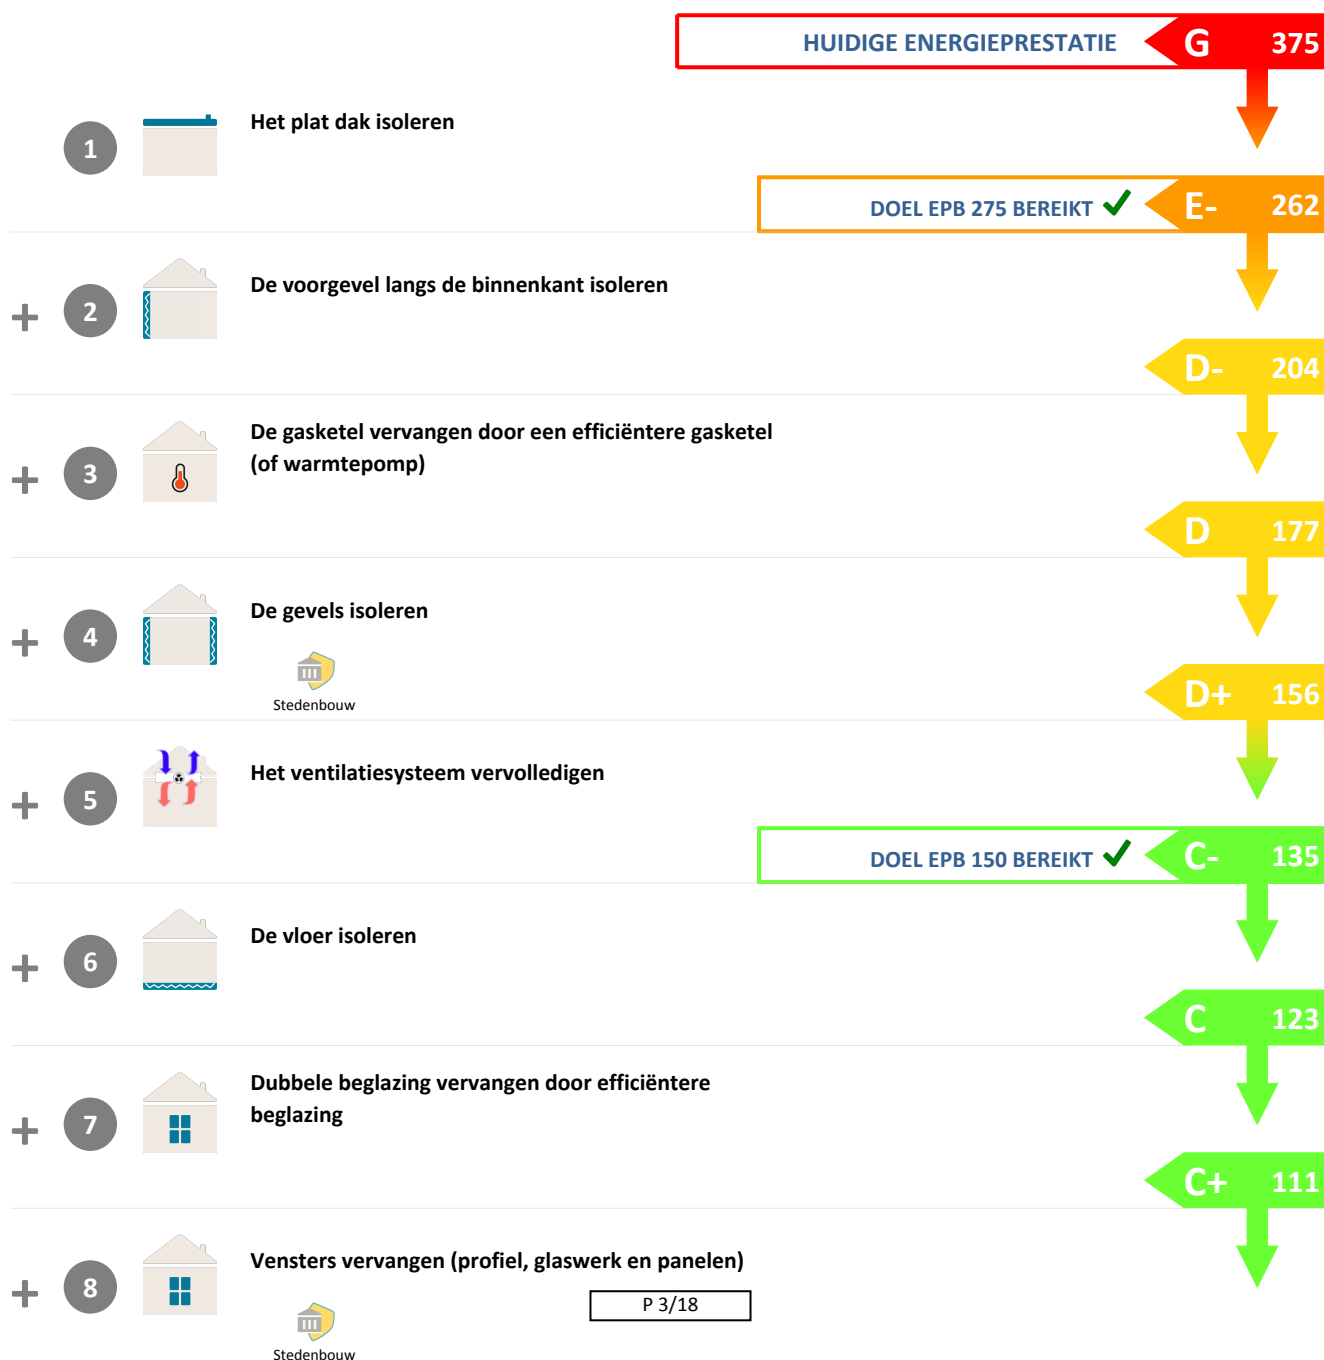 HUIDIGE ENERGIEPRESTATIE G 375
1 Het plat dak isoleren
DOEL EPB 275 BEREIKT E- 262
+ 2 De voorgevel langs de binnenkant isoleren
D- 204
+ 3 De gasketel vervangen door een efficiëntere gasketel
(of warmtepomp)
D 177
+ 4 De gevels isoleren
Stedenbouw
D+ 156
+ 5 Het ventilatiesysteem vervolledigen
DOEL EPB 150 BEREIKT C- 135
+ 6 De vloer isoleren
C 123
+ 7 Dubbele beglazing vervangen door efficiëntere
beglazing
C+ 111
+ 8 Vensters vervangen (profiel, glaswerk en panelen)
P 3/18
Stedenbouw